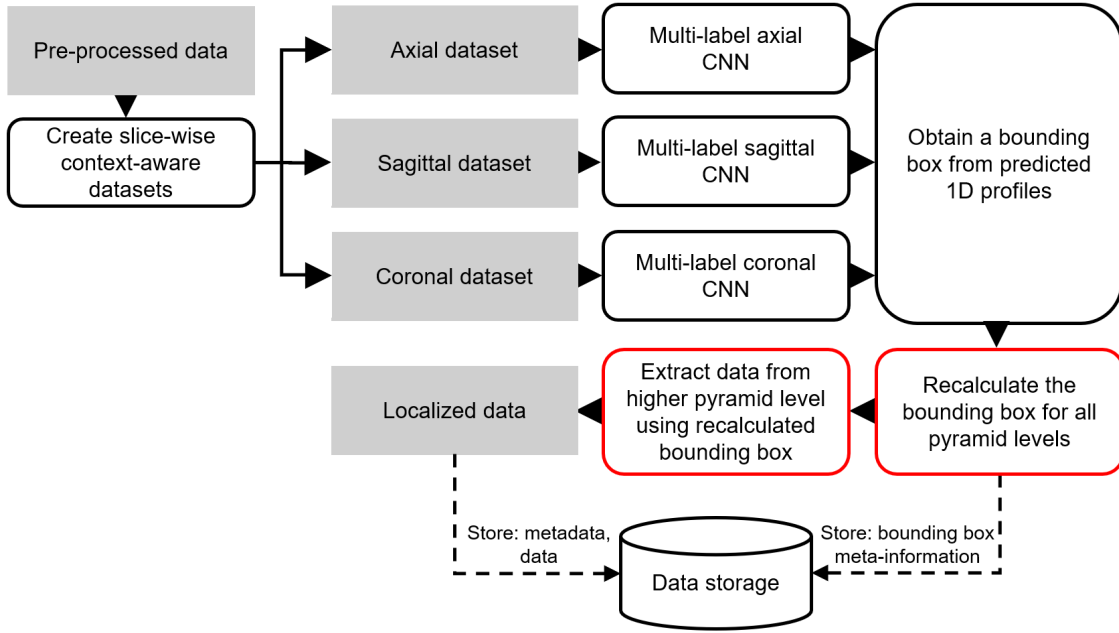 Pre-processed data
Create slice-wise
context-aware
datasets
Axial dataset
Multi-label axial
CNN
Sagittal dataset
Multi-label sagittal
CNN
Coronal dataset
Multi-label coronal
CNN
Obtain a bounding
box from predicted
1D profiles
Recalculate the
bounding box for all
pyramid levels
Extract data from
higher pyramid level
using recalculated
bounding box
Localized data
Store: metadata,
data
Store: bounding box
meta-information
Data storage